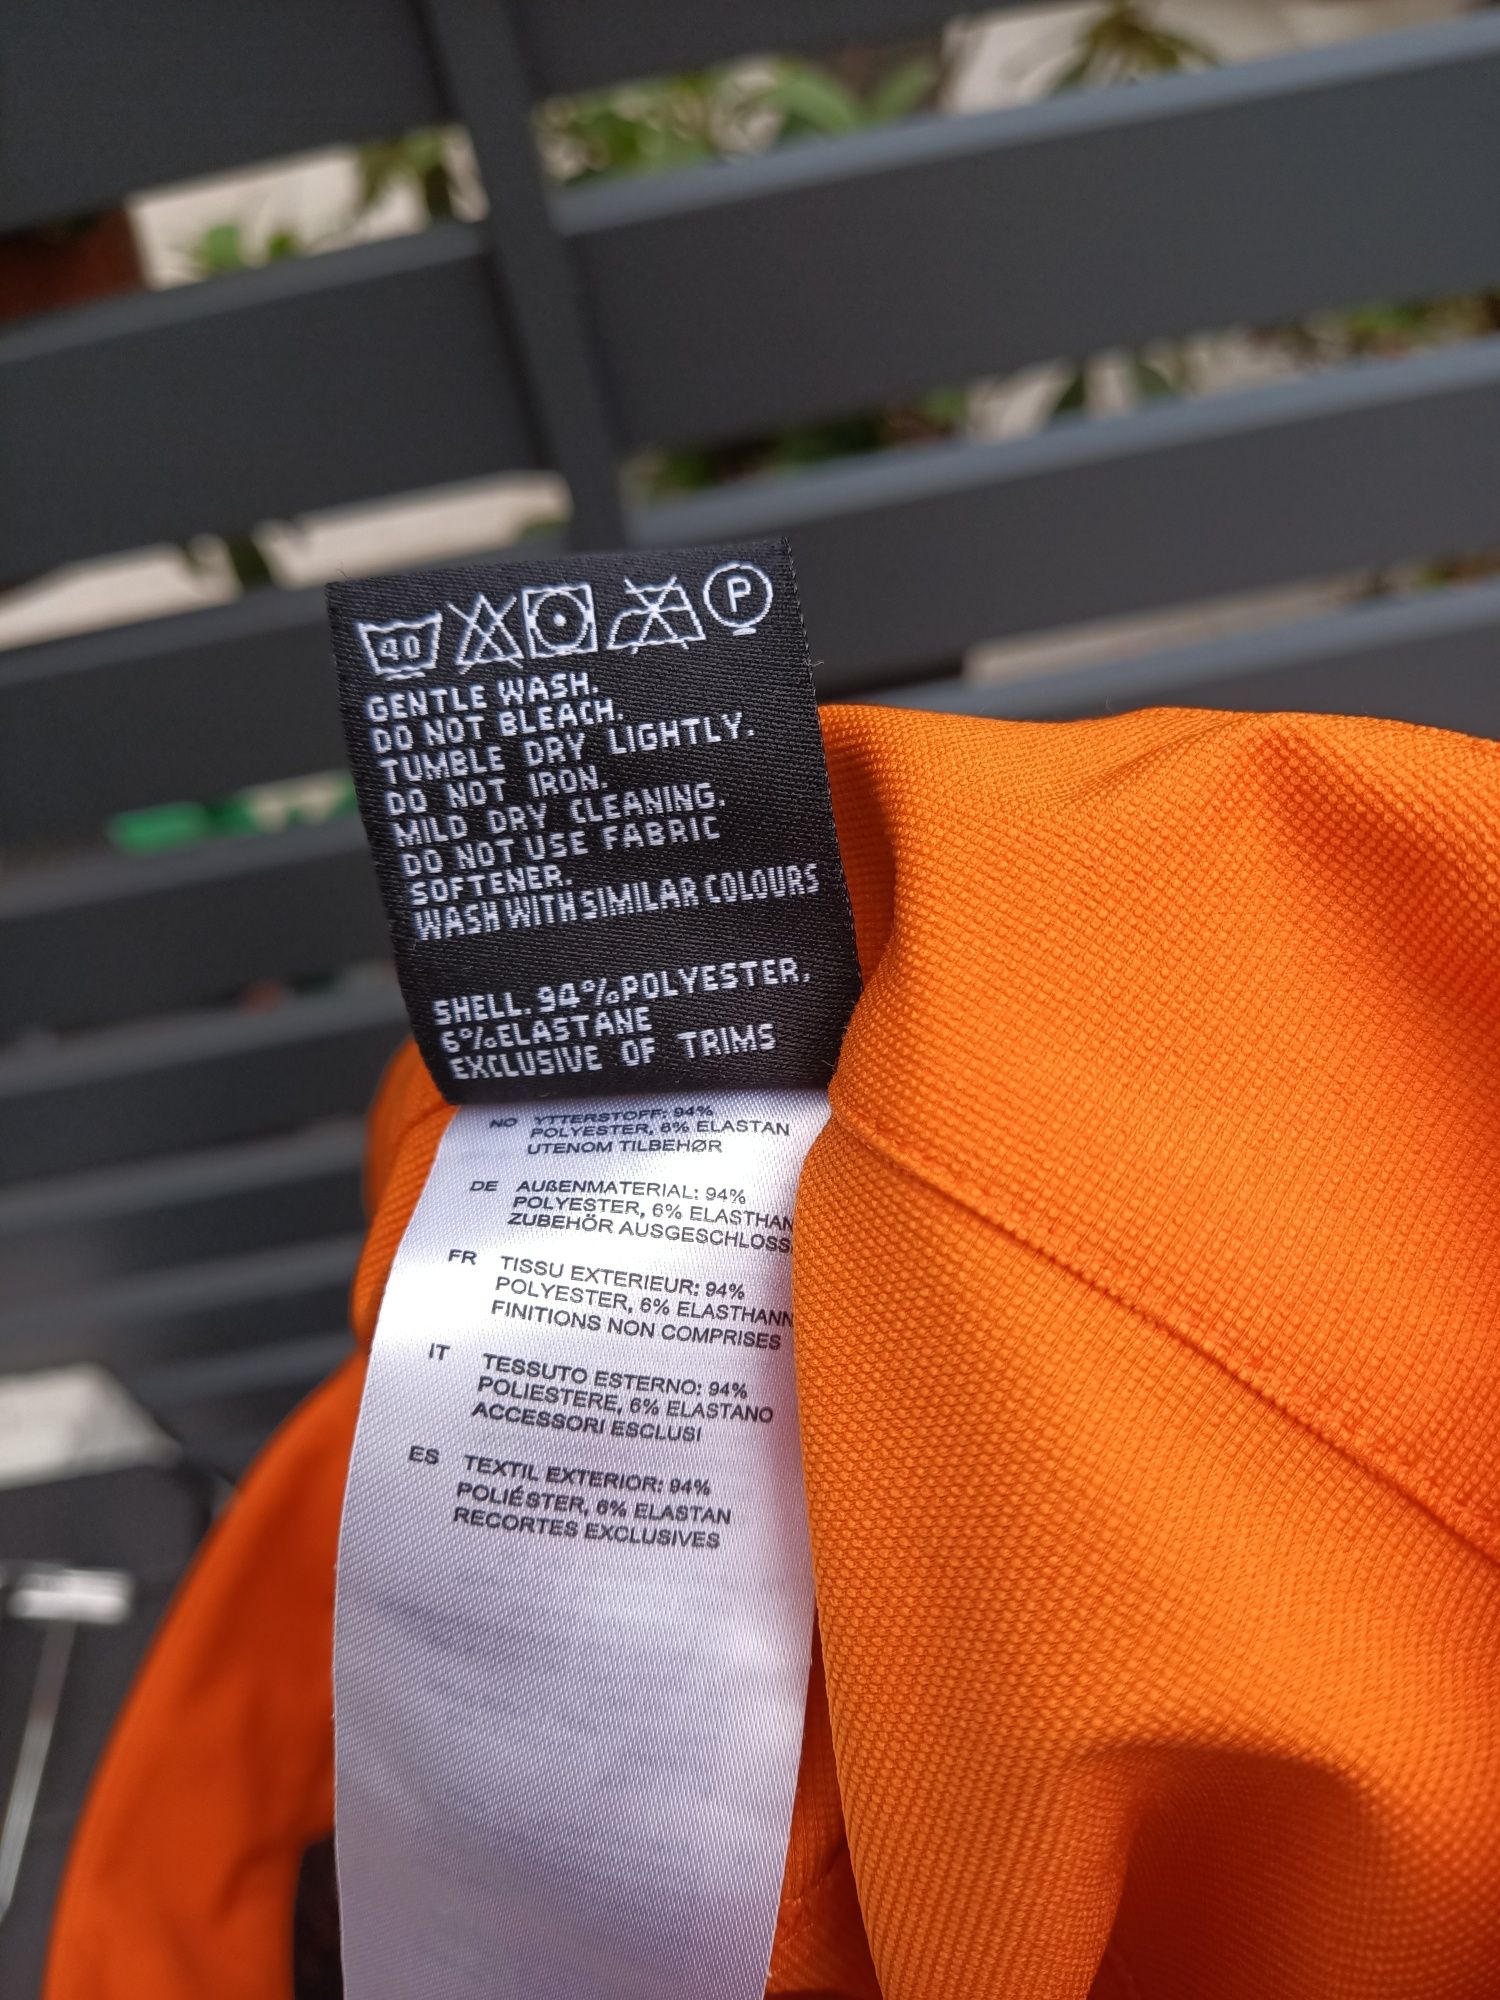 40 P
GENTLE WASH.
DO NOT BLEACH.
TUMBLE DRY LIGHTLY.
DO NOT IRON.
MILD DRY CLEANING.
DO NOT USE FABRIC
SOFTENER.
WASH WITH SIMILAR COLOURS
SHELL. 94%POLYESTER,
6%ELASTANE
EXCLUSIVE OF TRIMS
NO YTTERSTOFF: 94%
POLYESTER, 6% ELASTAN
UTENOM TILBEHØR
DE AUßENMATERIAL: 94%
POLYESTER, 6% ELASTHAN
ZUBEHÖR AUSGESCHLOSS
FR TISSU EXTERIEUR: 94%
POLYESTER, 6% ELASTHANN
FINITIONS NON COMPRISES
IT TESSUTO ESTERNO: 94%
POLIESTERE, 6% ELASTANO
ACCESSORI ESCLUSI
ES TEXTIL EXTERIOR: 94%
POLIÉSTER, 6% ELASTAN
RECORTES EXCLUSIVES